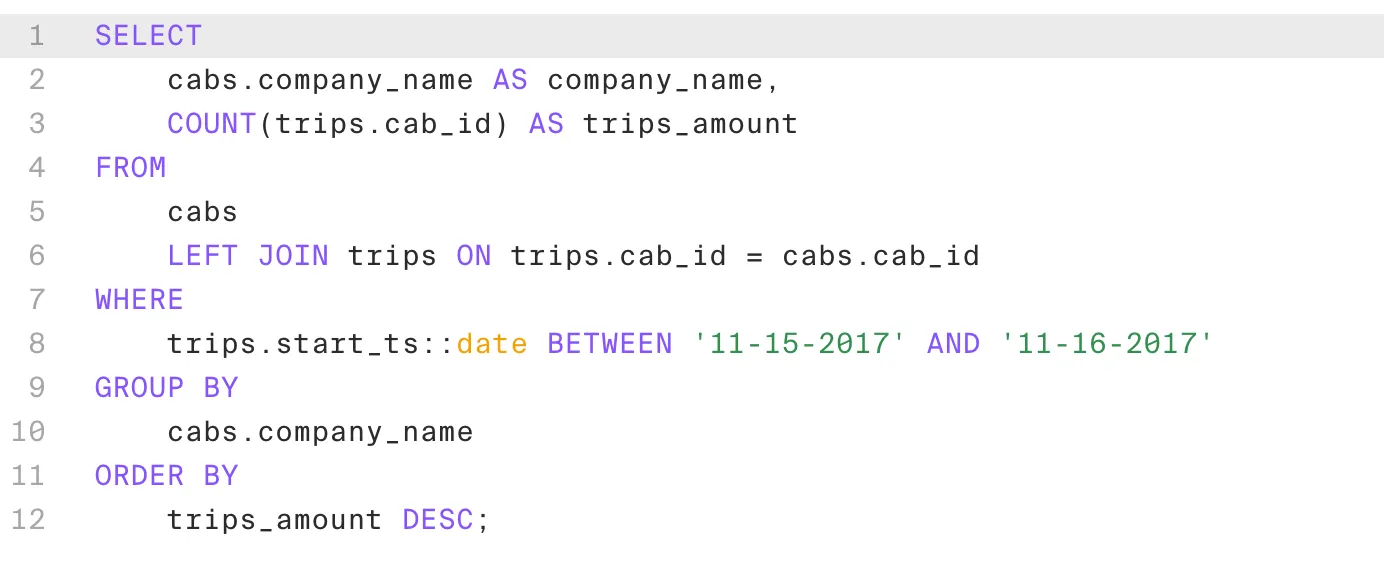 1 SELECT
2 cabs.company_name AS company_name,
3 COUNT(trips.cab_id) AS trips_amount
4 FROM
5 cabs
6 LEFT JOIN trips ON trips.cab_id = cabs.cab_id
7 WHERE
8 trips.start_ts::date BETWEEN '11-15-2017' AND '11-16-2017'
9 GROUP BY
10 cabs.company_name
11 ORDER BY
12 trips_amount DESC;